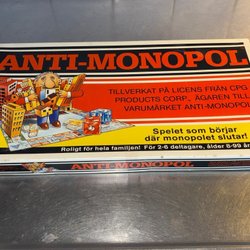 ANTI-MONOPOL
TILLVERKAT PÅ LICENS FRÅN CPG
PRODUCTS CORP., ÄGAREN TILL
VARUMÄRKET ANTI-MONOPOL
Spelet som börjar
där monopolet slutar!
Roligt för hela familjen! För 2-6 deltagare, ålder 8-99 år
ANTI-MONOPOL